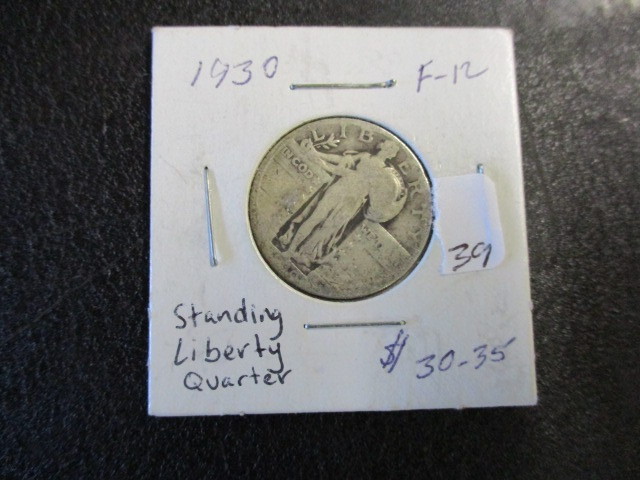 1930
F-12
LIBERTY
39
Standing
Liberty
Quarter
$ 30-35